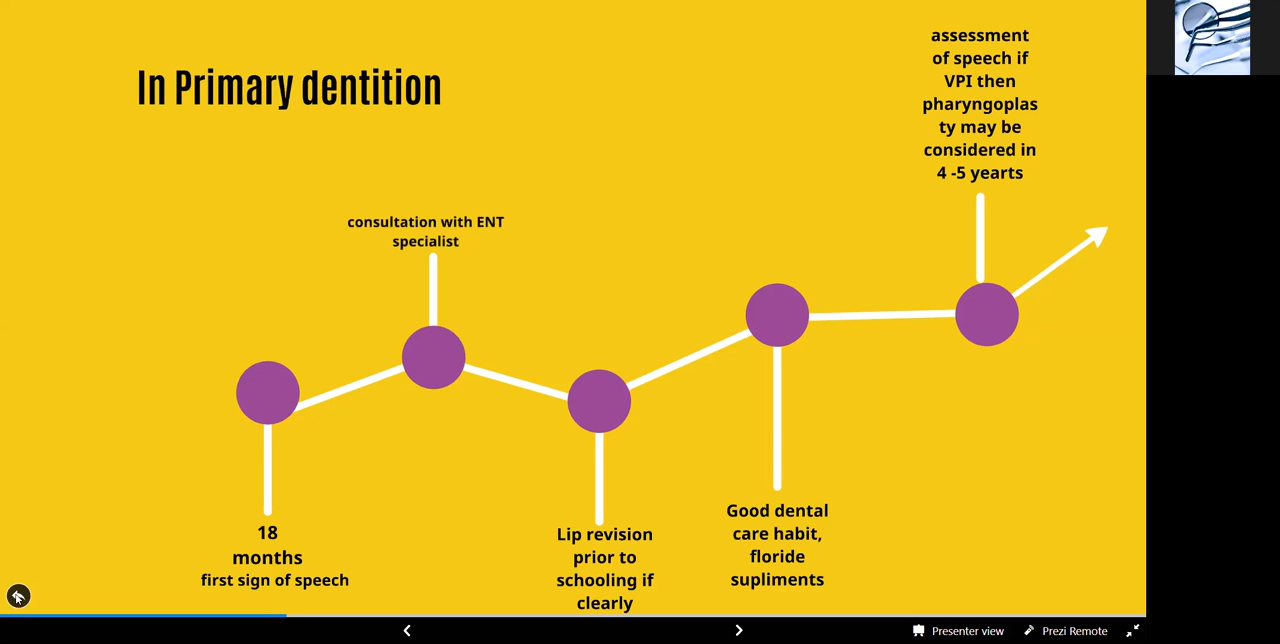 In Primary dentition
consultation with ENT
specialist
assessment
of speech if
VPI then
pharyngoplas
ty may be
considered in
4 -5 yearts
18
months
first sign of speech
Lip revision
prior to
schooling if
clearly
Good dental
care habit,
floride
supliments
Presenter view
Prezi Remote